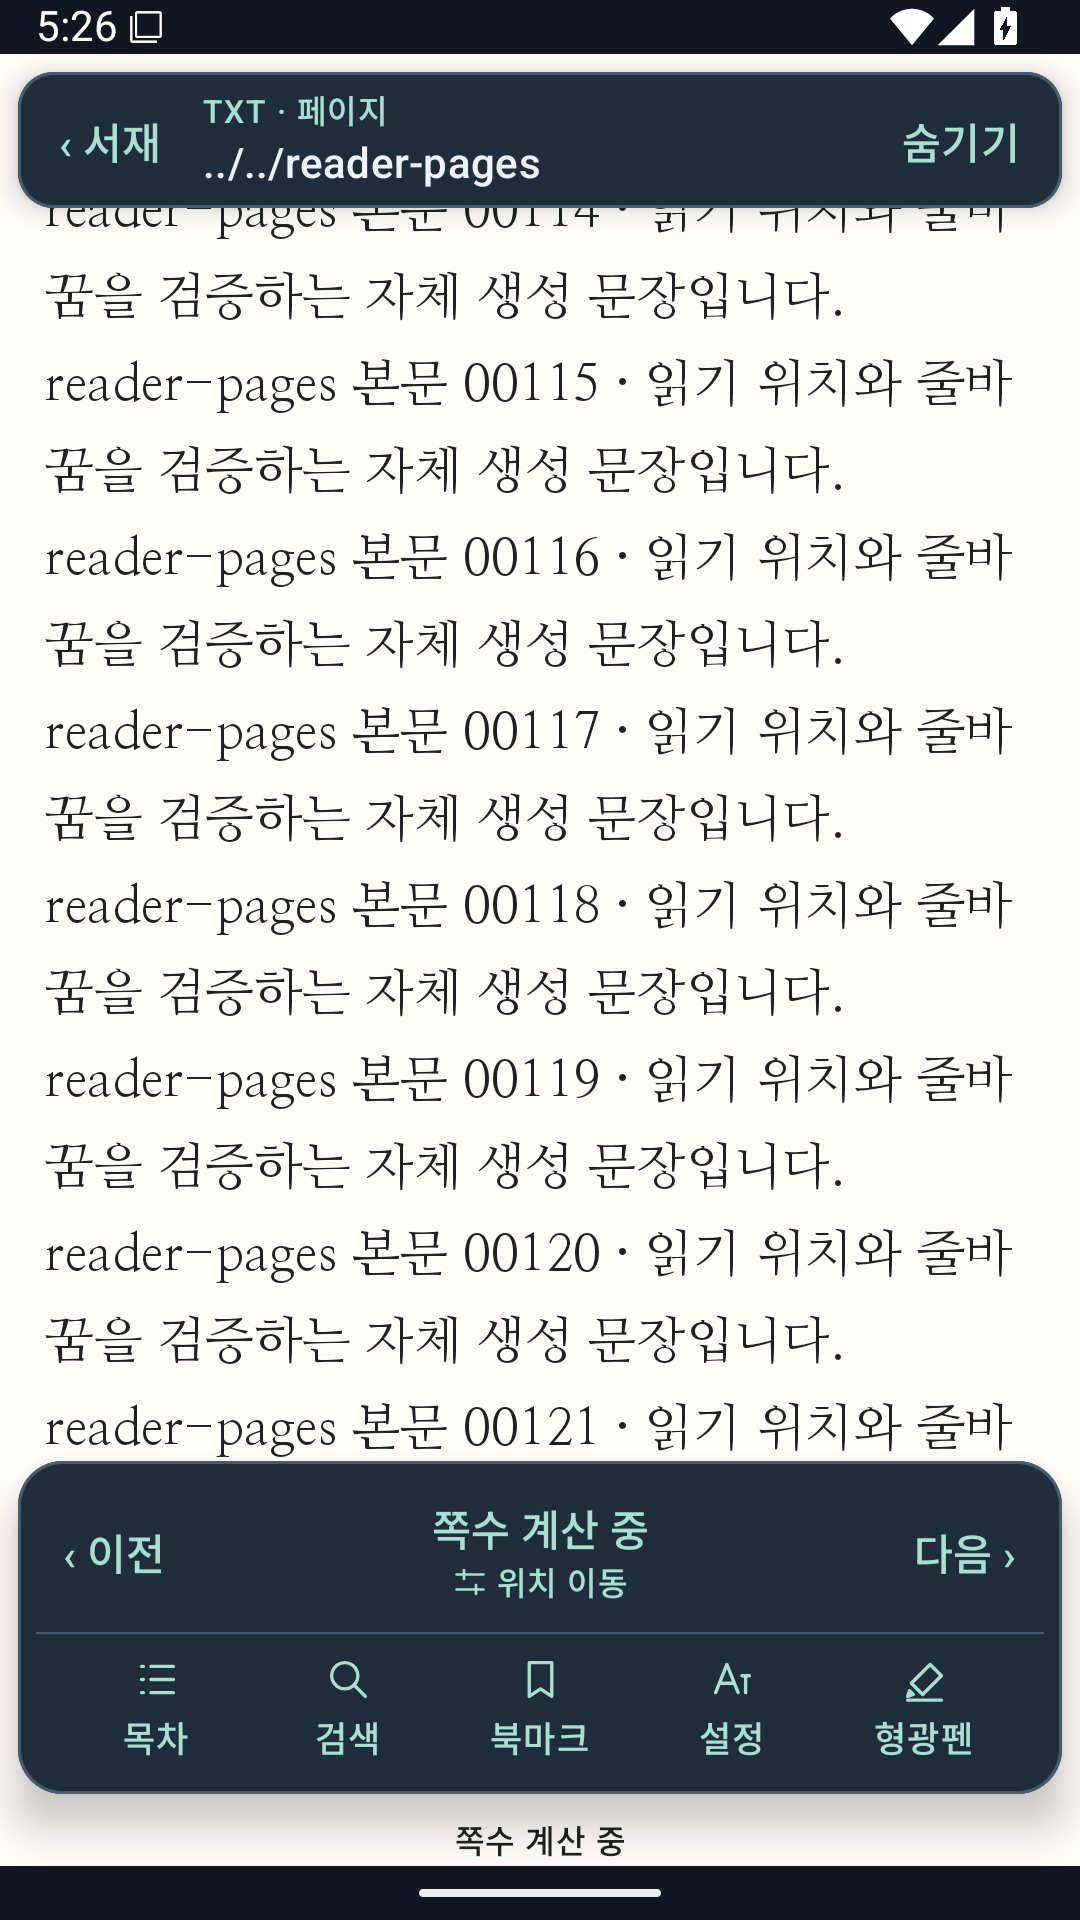 5:26
‹ 서재
TXT · 페이지
../../reader-pages
숨기기
reader-pages 본문 00114 · 읽기 위치와 줄바
꿈을 검증하는 자체 생성 문장입니다.
reader-pages 본문 00115 · 읽기 위치와 줄바
꿈을 검증하는 자체 생성 문장입니다.
reader-pages 본문 00116 · 읽기 위치와 줄바
꿈을 검증하는 자체 생성 문장입니다.
reader-pages 본문 00117 · 읽기 위치와 줄바
꿈을 검증하는 자체 생성 문장입니다.
reader-pages 본문 00118 · 읽기 위치와 줄바
꿈을 검증하는 자체 생성 문장입니다.
reader-pages 본문 00119 · 읽기 위치와 줄바
꿈을 검증하는 자체 생성 문장입니다.
reader-pages 본문 00120 · 읽기 위치와 줄바
꿈을 검증하는 자체 생성 문장입니다.
reader-pages 본문 00121 · 읽기 위치와 줄바
‹ 이전
쪽수 계산 중
위치 이동
다음 ›
목차
검색
북마크
설정
형광펜
쪽수 계산 중